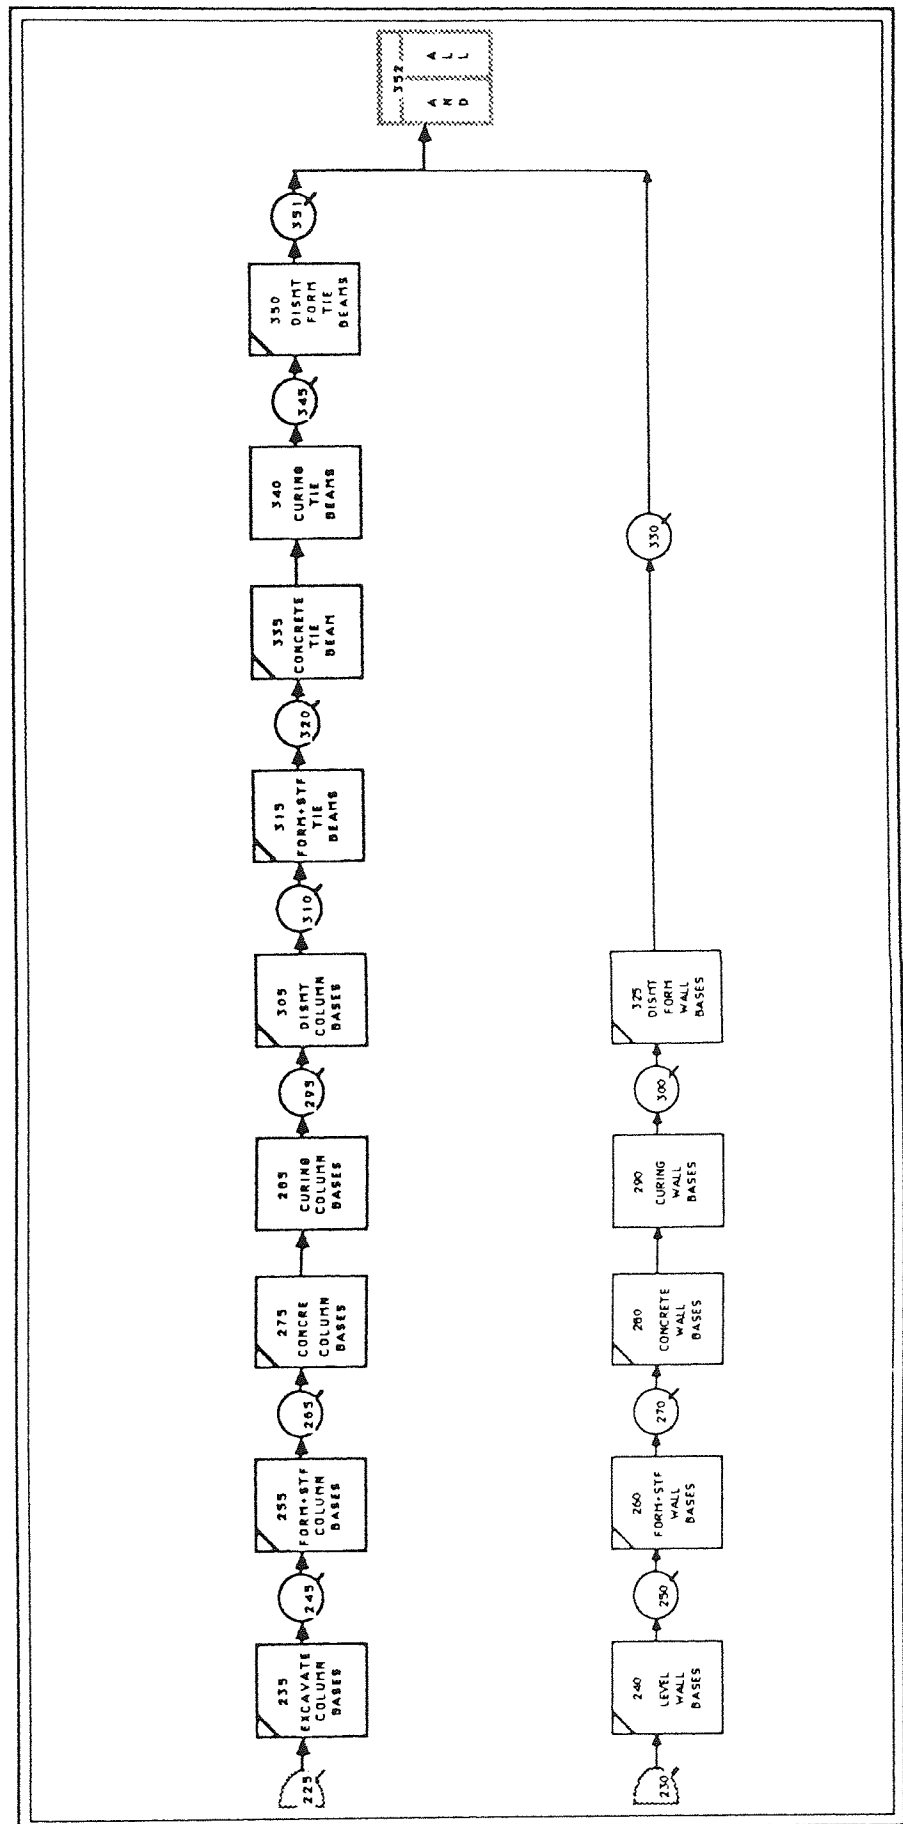 225
235
EXCAVATE
COLUMN
BASES
245
255
FORM+STF
COLUMN
BASES
265
275
CONCRE
COLUMN
BASES
285
CURING
COLUMN
BASES
295
305
DISMT
COLUMN
BASES
310
315
FORM+STF
TIE
BEAMS
320
335
CONCRETE
TIE
BEAM
340
CURING
TIE
BEAMS
345
350
DISMT
FORM
TIE
BEAMS
351
352
AND
ALL
230
240
LEVEL
WALL
BASES
250
260
FORM+STF
WALL
BASES
270
280
CONCRETE
WALL
BASES
290
CURING
WALL
BASES
300
325
DISMT
FORM
WALL
BASES
330